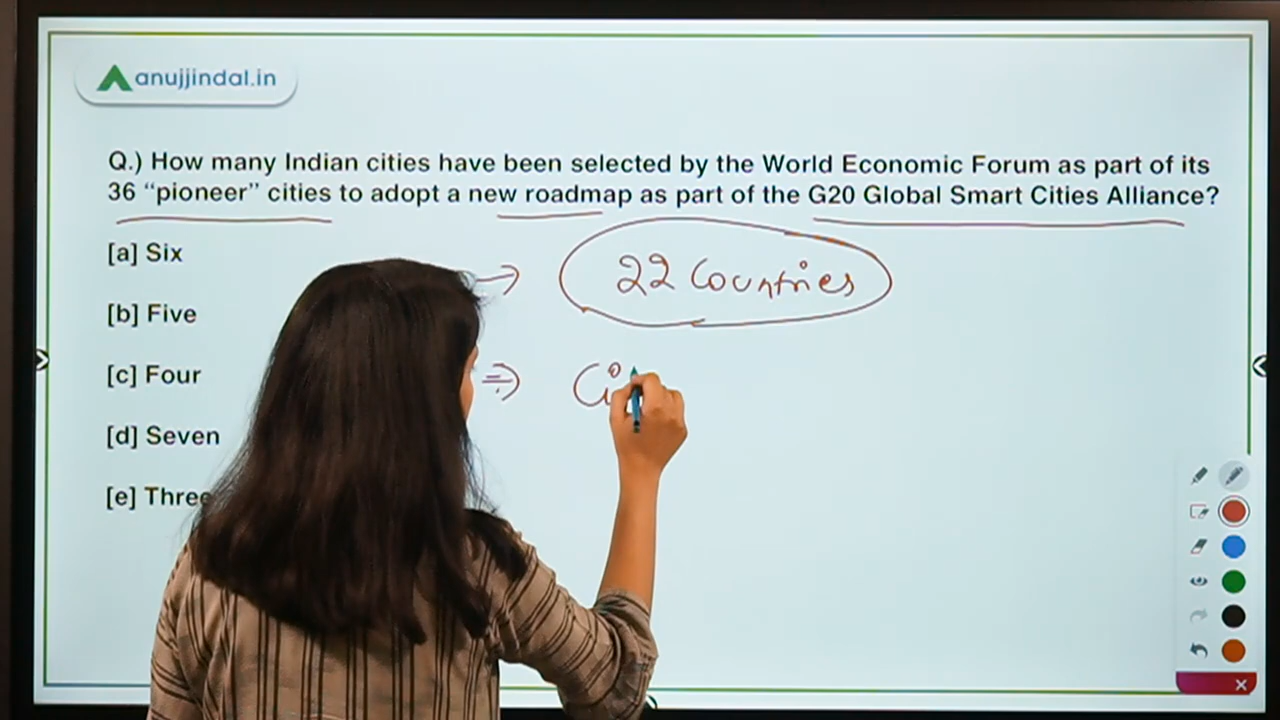 anujjindal.in
Q.) How many Indian cities have been selected by the World Economic Forum as part of its
36 “pioneer” cities to adopt a new roadmap as part of the G20 Global Smart Cities Alliance?
[a] Six
22 Countries
[b] Five
[c] Four
Ci
[d] Seven
[e] Three